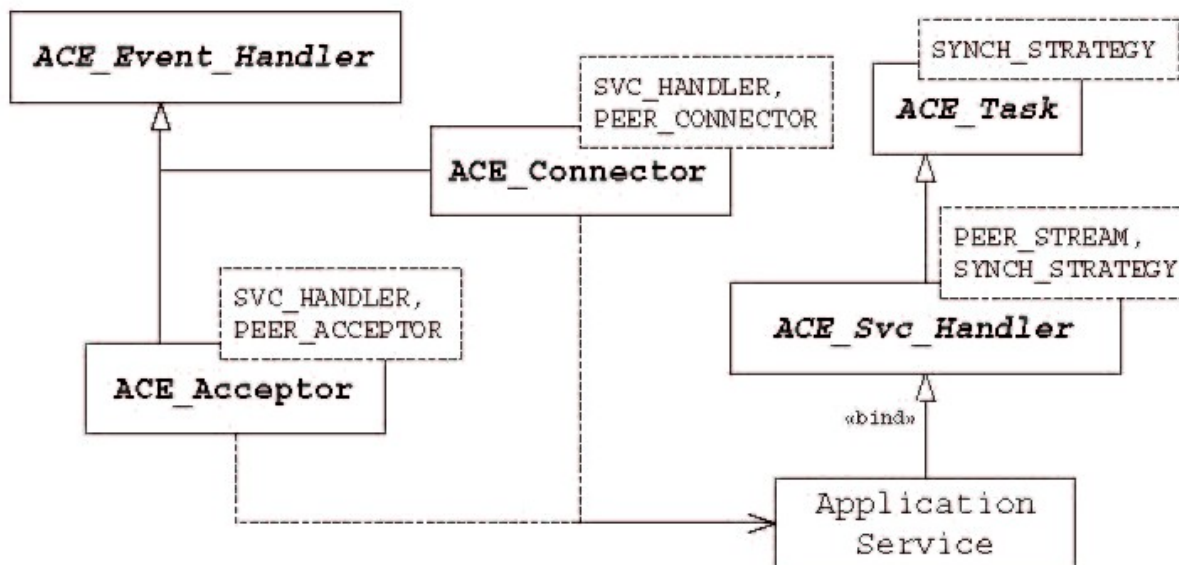 ACE_Event_Handler
SVC_HANDLER,
PEER_CONNECTOR
ACE_Connector
SYNCH_STRATEGY
ACE_Task
SVC_HANDLER,
PEER_ACCEPTOR
ACE_Acceptor
PEER_STREAM,
SYNCH_STRATEGY
ACE_Svc_Handler
«bind»
Application
Service